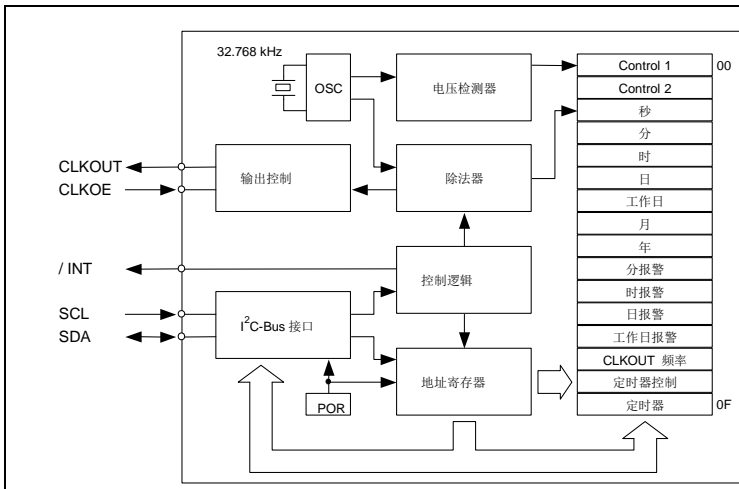 32.768 kHz
OSC
电压检测器
Control 1
00
Control 2
秒
分
时
日
工作日
月
年
分报警
时报警
日报警
工作日报警
CLKOUT 频率
定时器控制
定时器
0F
CLKOUT
CLKOE
输出控制
除法器
/ INT
控制逻辑
SCL
SDA
I²C-Bus 接口
地址寄存器
POR